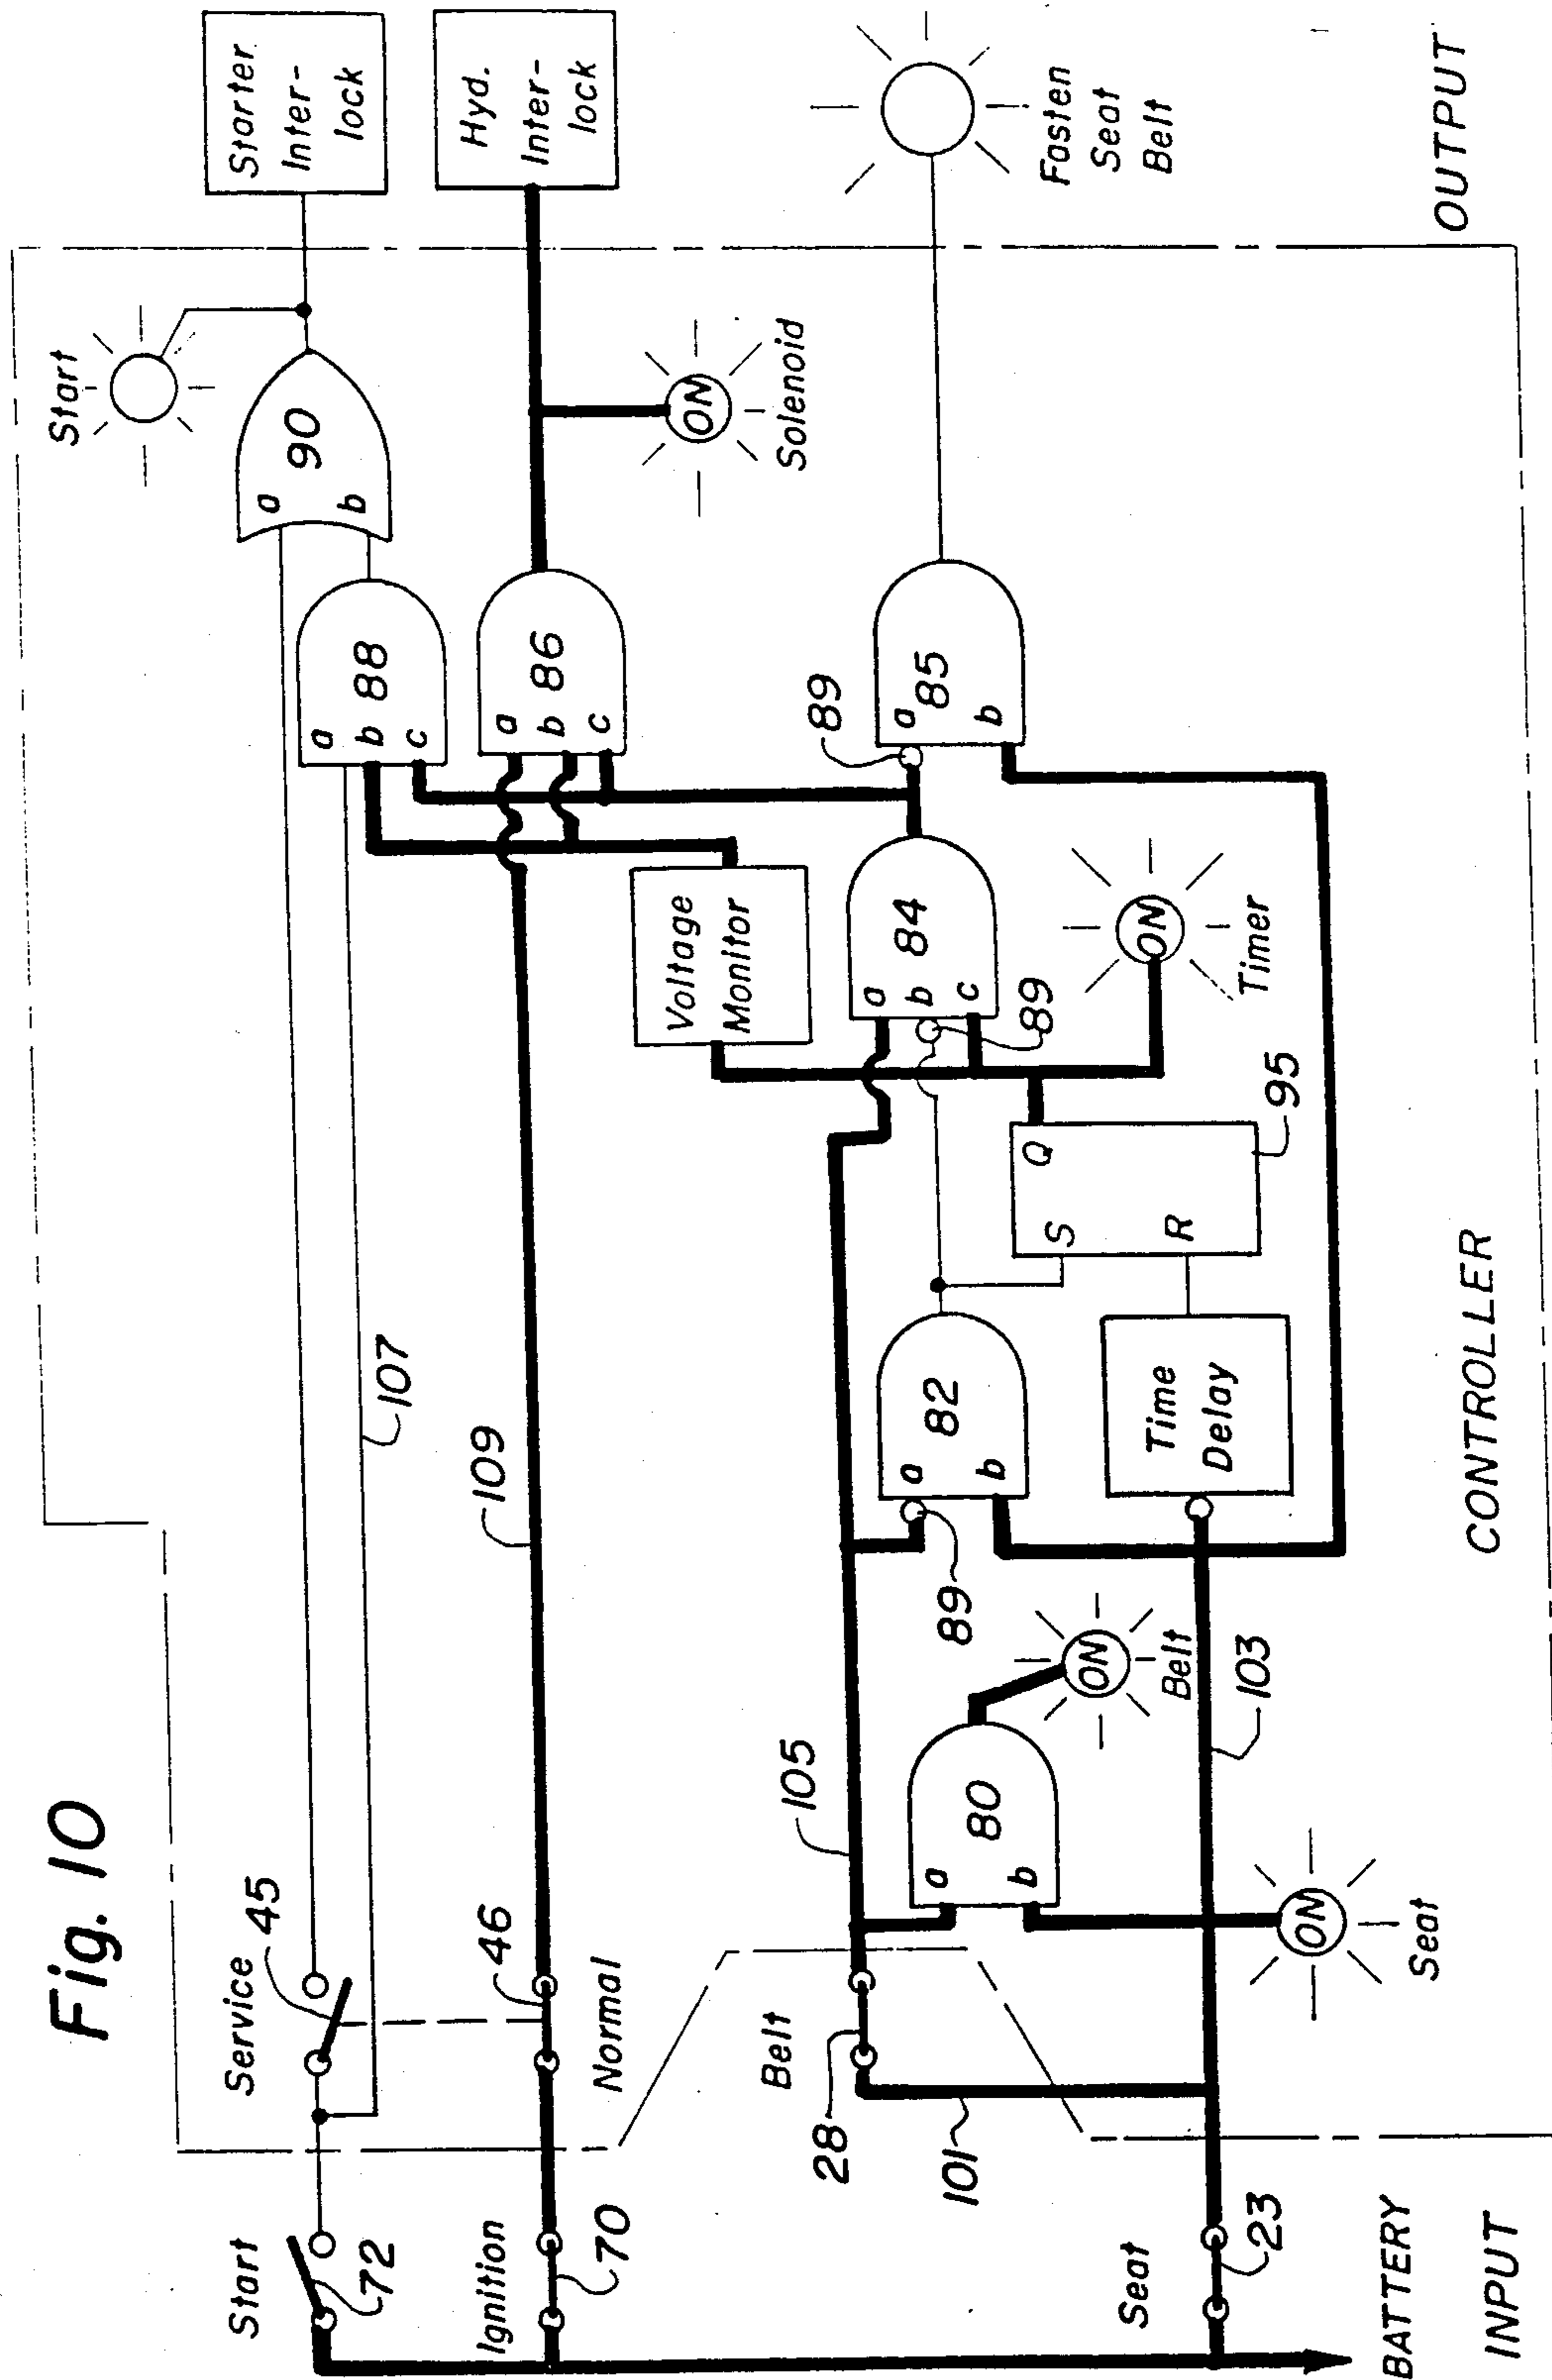 Fig. 10
Start
72
Service
45
107
a
b
c
88
a
b
90
Start
Starter
Inter-
lock
Ignition
70
46
Normal
109
a
b
c
86
Solenoid
ON
Hyd.
Inter-
lock
Voltage
Monitor
Belt
28
101
105
a
b
80
ON
Belt
89
a
b
82
a
b
c
84
89
89
a
85
b
Fasten
Seat
Belt
S
R
Q
95
ON
Timer
Time
Delay
Seat
23
103
ON
Seat
BATTERY
INPUT
CONTROLLER
OUTPUT